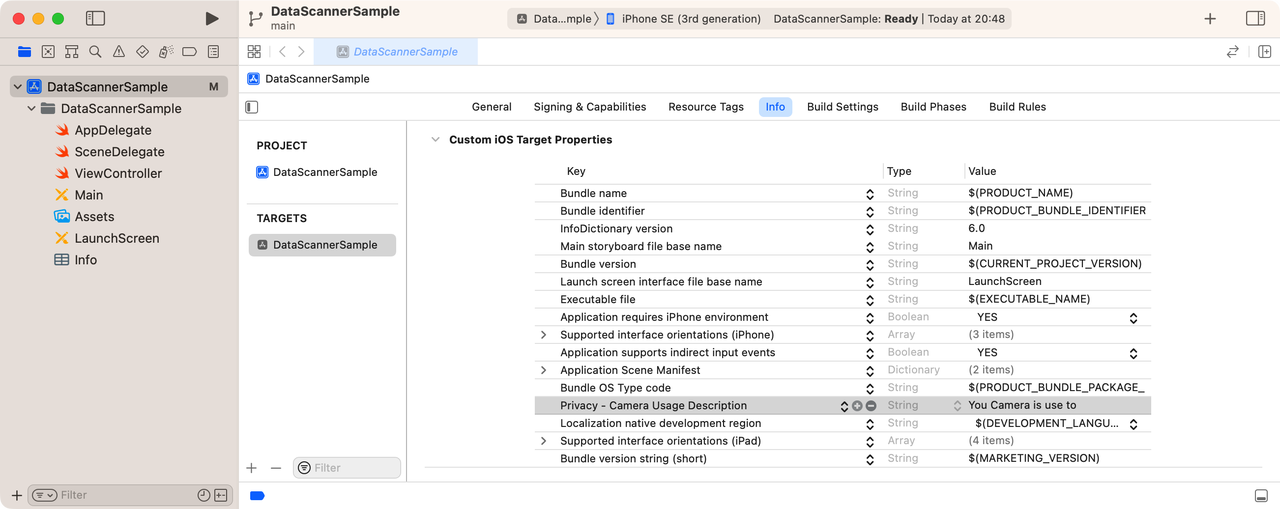 DataScannerSample
main
Data...mple
iPhone SE (3rd generation)
DataScannerSample: Ready | Today at 20:48
DataScannerSample
DataScannerSample M
DataScannerSample
AppDelegate
SceneDelegate
ViewController
Main
Assets
LaunchScreen
Info
Filter
DataScannerSample
General Signing & Capabilities Resource Tags Info Build Settings Build Phases Build Rules
PROJECT
DataScannerSample
TARGETS
DataScannerSample
Filter
Custom iOS Target Properties
Key Type Value
Bundle name String $(PRODUCT_NAME)
Bundle identifier String $(PRODUCT_BUNDLE_IDENTIFIER
InfoDictionary version String 6.0
Main storyboard file base name String Main
Bundle version String $(CURRENT_PROJECT_VERSION)
Launch screen interface file base name String LaunchScreen
Executable file String $(EXECUTABLE_NAME)
Application requires iPhone environment Boolean YES
Supported interface orientations (iPhone) Array (3 items)
Application supports indirect input events Boolean YES
Application Scene Manifest Dictionary (2 items)
Bundle OS Type code String $(PRODUCT_BUNDLE_PACKAGE_
Privacy - Camera Usage Description String You Camera is use to
Localization native development region String $(DEVELOPMENT_LANGU...
Supported interface orientations (iPad) Array (4 items)
Bundle version string (short) String $(MARKETING_VERSION)